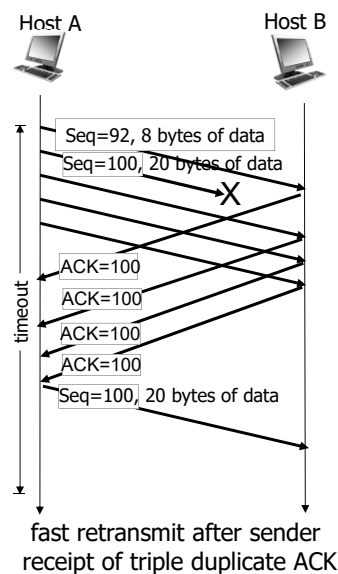 Host A
Host B
Seq=92, 8 bytes of data
Seq=100, 20 bytes of data
X
timeout
ACK=100
ACK=100
ACK=100
ACK=100
Seq=100, 20 bytes of data
fast retransmit after sender
receipt of triple duplicate ACK